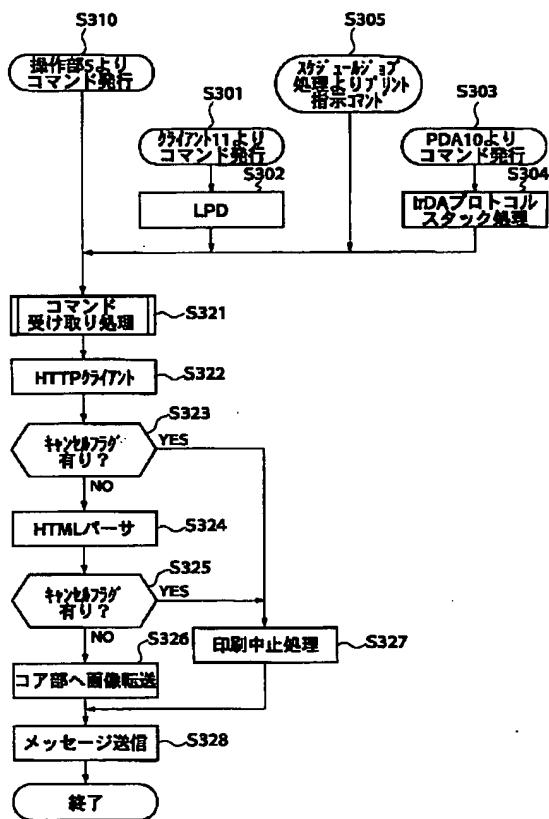 S310
操作部5より
コマンド発行
S305
スケジュールジョブ
処理よりプリント
指示コマンド
S301
クライアント11より
コマンド発行
S303
PDA10より
コマンド発行
S302
LPD
S304
IrDAプロトコル
スタック処理
コマンド
受け取り処理
S321
HTTPクライアント
S322
S323
キャンセルフラグ
有り?
YES
NO
HTMLパーサ
S324
S325
キャンセルフラグ
有り?
YES
NO
S326
コア部へ画像転送
印刷中止処理
S327
メッセージ送信
S328
終了